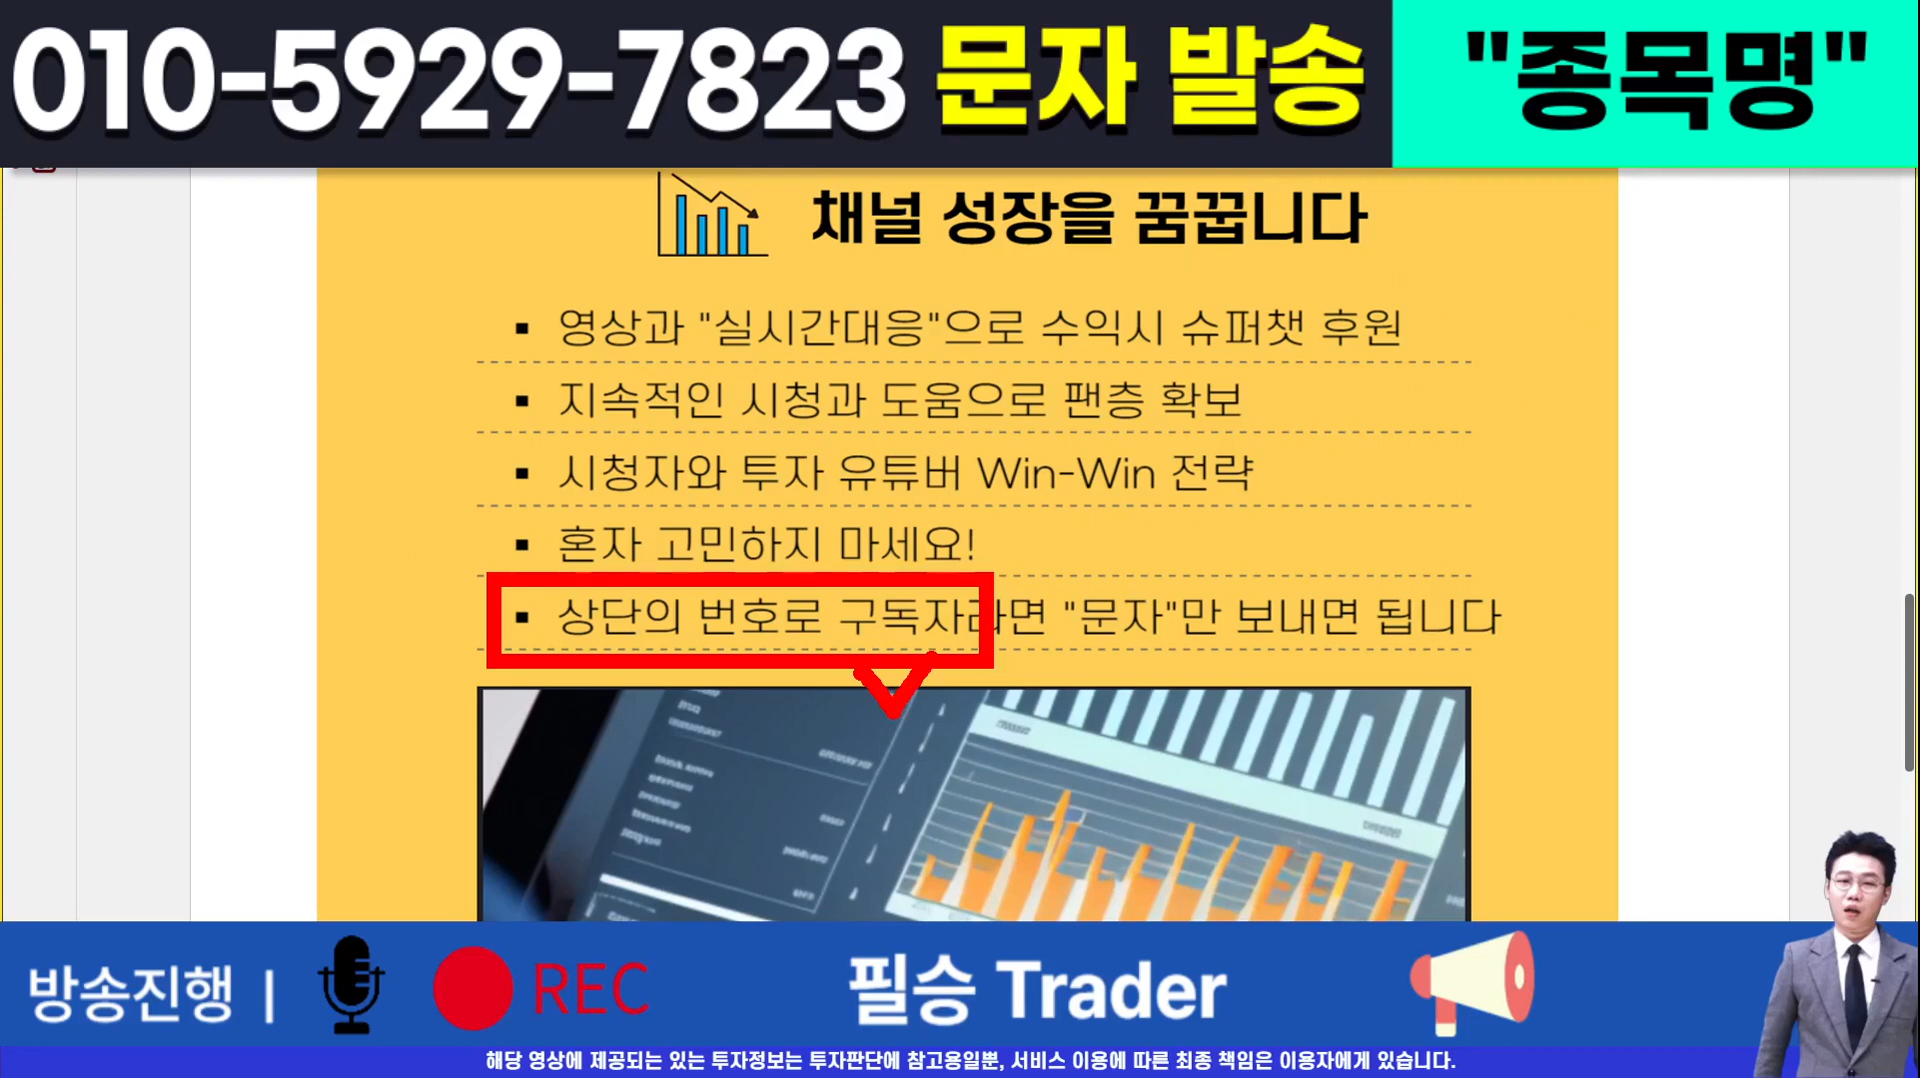 010-5929-7823 문자 발송 "종목명"
채널 성장을 꿈꿉니다
▪ 영상과 "실시간대응"으로 수익시 슈퍼챗 후원
▪ 지속적인 시청과 도움으로 팬층 확보
▪ 시청자와 투자 유튜버 Win-Win 전략
▪ 혼자 고민하지 마세요!
▪ 상단의 번호로 구독자라면 "문자"만 보내면 됩니다
방송진행 | REC 필승 Trader
해당 영상에 제공되는 있는 투자정보는 투자판단에 참고용일뿐, 서비스 이용에 따른 최종 책임은 이용자에게 있습니다.